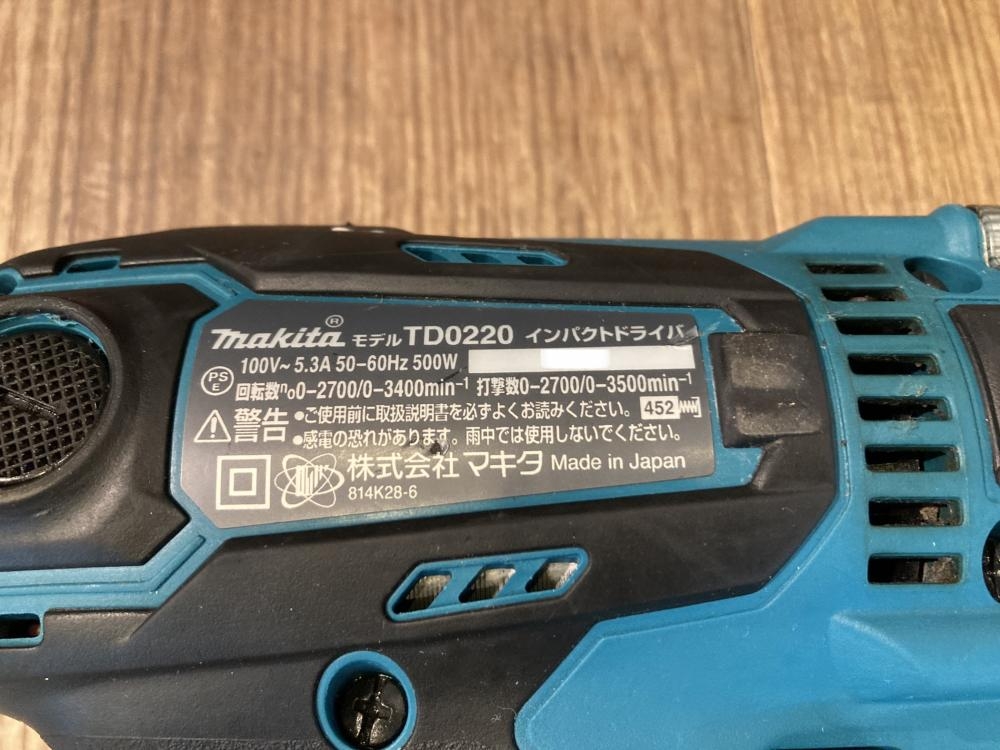 makita® モデル TD0220 インパクトドライバ
100V~ 5.3A 50-60Hz 500W
PS E 回転数 n₀0-2700/0-3400min⁻¹ 打撃数0-2700/0-3500min⁻¹
警告 •ご使用前に取扱説明書を必ずよくお読みください。 452
•感電の恐れがあります。雨中では使用しないでください。
株式会社 マキタ Made in Japan
814K28-6